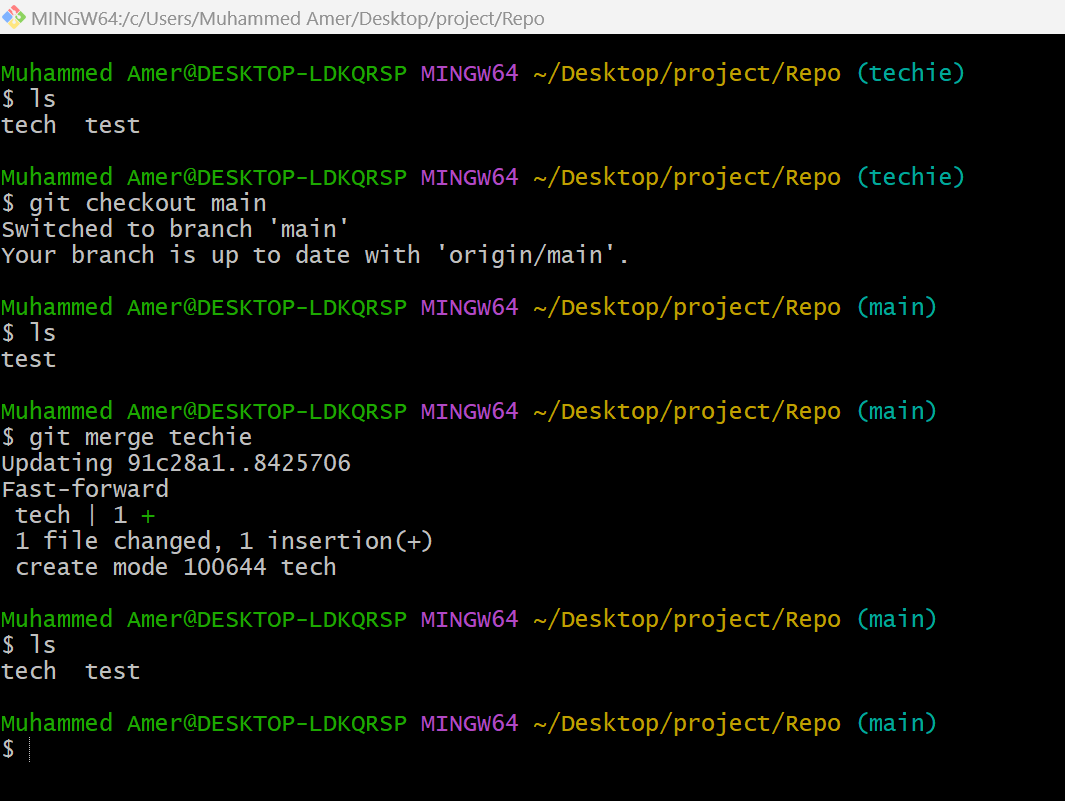 MINGW64:/c/Users/Muhammed Amer/Desktop/project/Repo
Muhammed Amer@DESKTOP-LDKQRSP MINGW64 ~/Desktop/project/Repo (techie)
$ ls
tech  test
Muhammed Amer@DESKTOP-LDKQRSP MINGW64 ~/Desktop/project/Repo (techie)
$ git checkout main
Switched to branch 'main'
Your branch is up to date with 'origin/main'.
Muhammed Amer@DESKTOP-LDKQRSP MINGW64 ~/Desktop/project/Repo (main)
$ ls
test
Muhammed Amer@DESKTOP-LDKQRSP MINGW64 ~/Desktop/project/Repo (main)
$ git merge techie
Updating 91c28a1..8425706
Fast-forward
 tech | 1 +
 1 file changed, 1 insertion(+)
 create mode 100644 tech
Muhammed Amer@DESKTOP-LDKQRSP MINGW64 ~/Desktop/project/Repo (main)
$ ls
tech  test
Muhammed Amer@DESKTOP-LDKQRSP MINGW64 ~/Desktop/project/Repo (main)
$